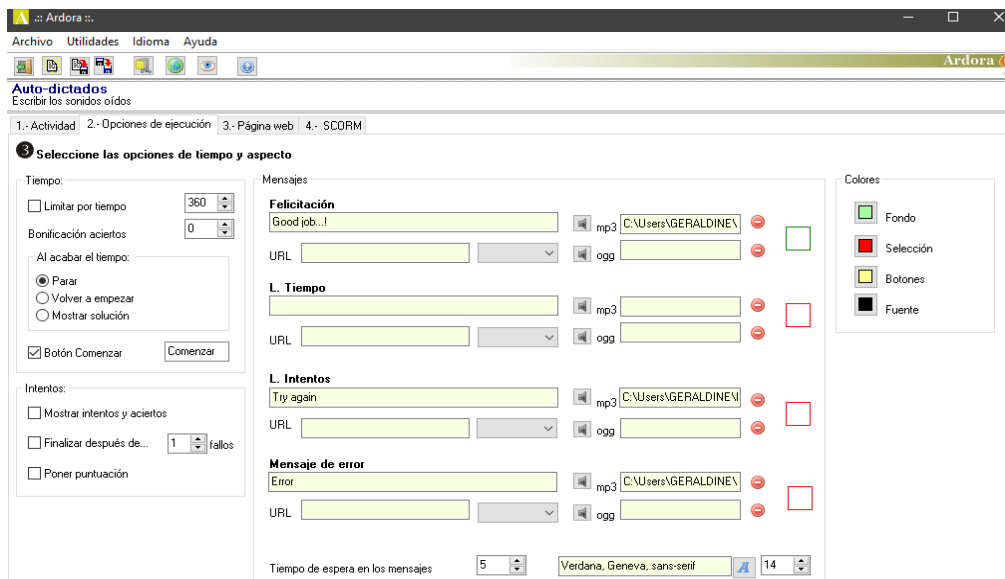 A .:: Ardora ::.
Archivo Utilidades Idioma Ayuda
Ardora
Auto-dictados
Escribir los sonidos oídos
1.- Actividad 2.- Opciones de ejecución 3.- Página web 4.- SCORM
3 Seleccione las opciones de tiempo y aspecto
Tiempo:
Limitar por tiempo 360
Bonificación aciertos 0
Al acabar el tiempo:
Parar
Volver a empezar
Mostrar solución
Botón Comenzar Comenzar
Intentos:
Mostrar intentos y aciertos
Finalizar después de... 1 fallos
Poner puntuación
Mensajes
Felicitación
Good job...! mp3 C:\Users\GERALDINE\
URL ogg
L. Tiempo
mp3
URL ogg
L. Intentos
Try again mp3 C:\Users\GERALDINE\
URL ogg
Mensaje de error
Error mp3 C:\Users\GERALDINE\
URL ogg
Tiempo de espera en los mensajes 5 Verdana, Geneva, sans-serif A 14
Colores
Fondo
Selección
Botones
Fuente